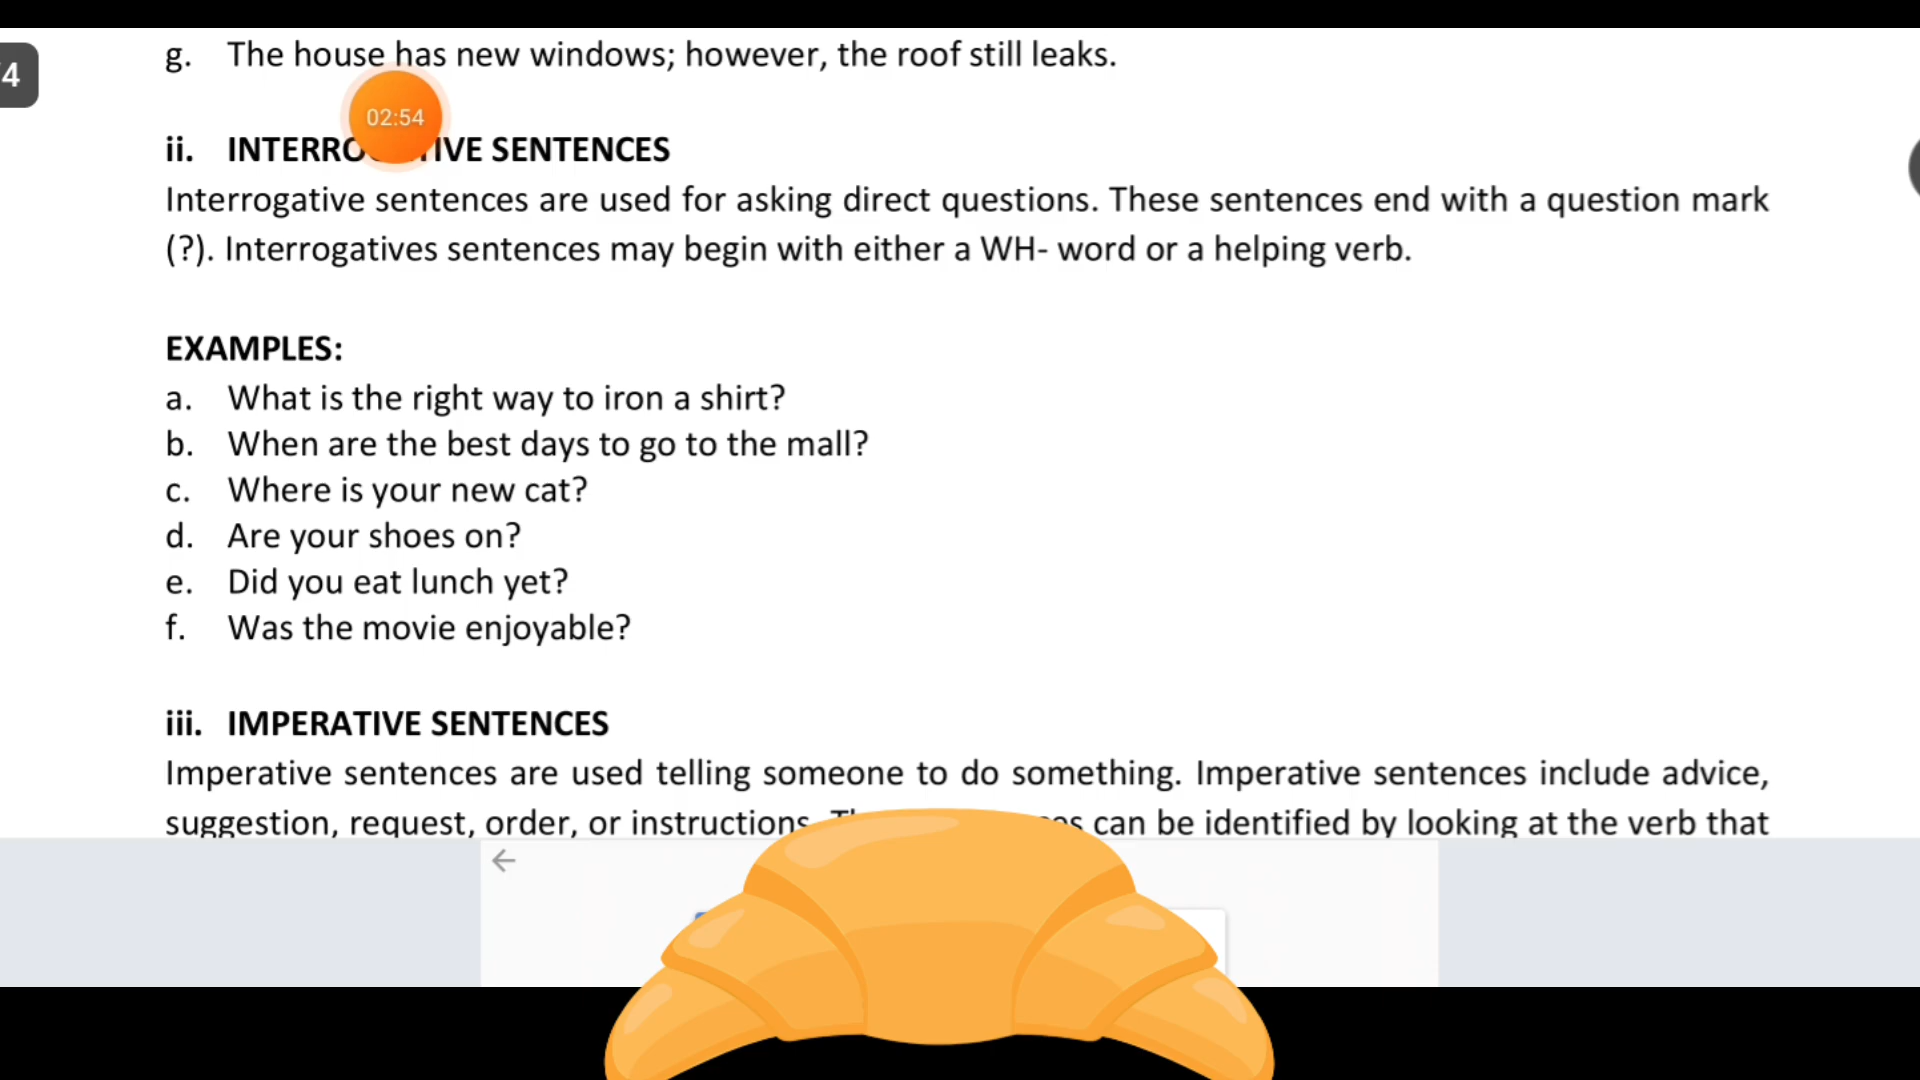 4
g. The house has new windows; however, the roof still leaks.
02:54
ii. SENTENCES
Interrogative sentences are used for asking direct questions. These sentences end with a question mark
(?). Interrogatives sentences may begin with either a WH- word or a helping verb.
EXAMPLES:
a. What is the right way to iron a shirt?
b. When are the best days to go to the mall?
c. Where is your new cat?
d. Are your shoes on?
e. Did you eat lunch yet?
f. Was the movie enjoyable?
iii. IMPERATIVE SENTENCES
Imperative sentences are used telling someone to do something. Imperative sentences include advice,
suggestion, request, order, or instructions. can be identified by looking at the verb that